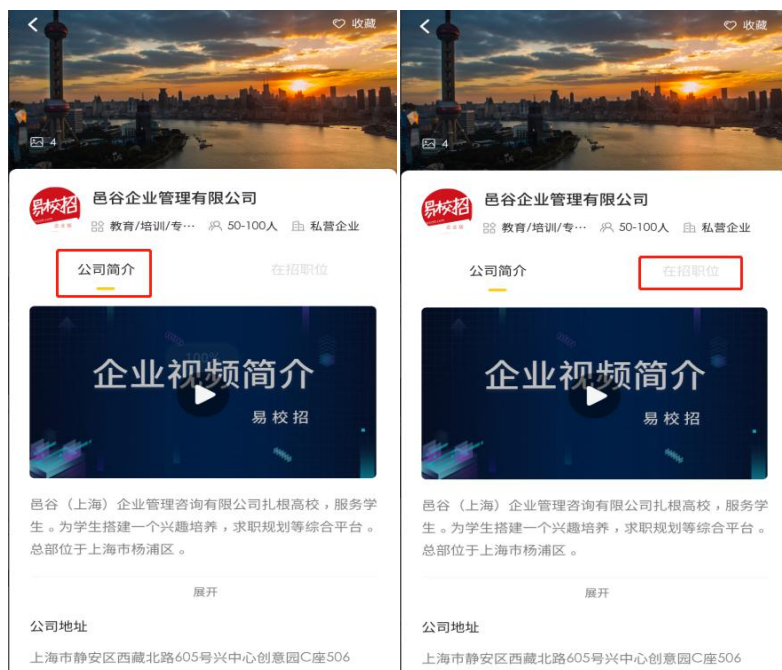 收藏
4
易校招
企业版
邑谷企业管理有限公司
教育/培训/专… 50-100人 私营企业
公司简介 在招职位
100%
企业视频简介
易校招
邑谷（上海）企业管理咨询有限公司扎根高校，服务学
生。为学生搭建一个兴趣培养，求职规划等综合平台。
总部位于上海市杨浦区。
展开
公司地址
上海市静安区西藏北路605号兴中心创意园C座506
收藏
4
易校招
企业版
邑谷企业管理有限公司
教育/培训/专… 50-100人 私营企业
公司简介 在招职位
企业视频简介
易校招
邑谷（上海）企业管理咨询有限公司扎根高校，服务学
生。为学生搭建一个兴趣培养，求职规划等综合平台。
总部位于上海市杨浦区。
展开
公司地址
上海市静安区西藏北路605号兴中心创意园C座506